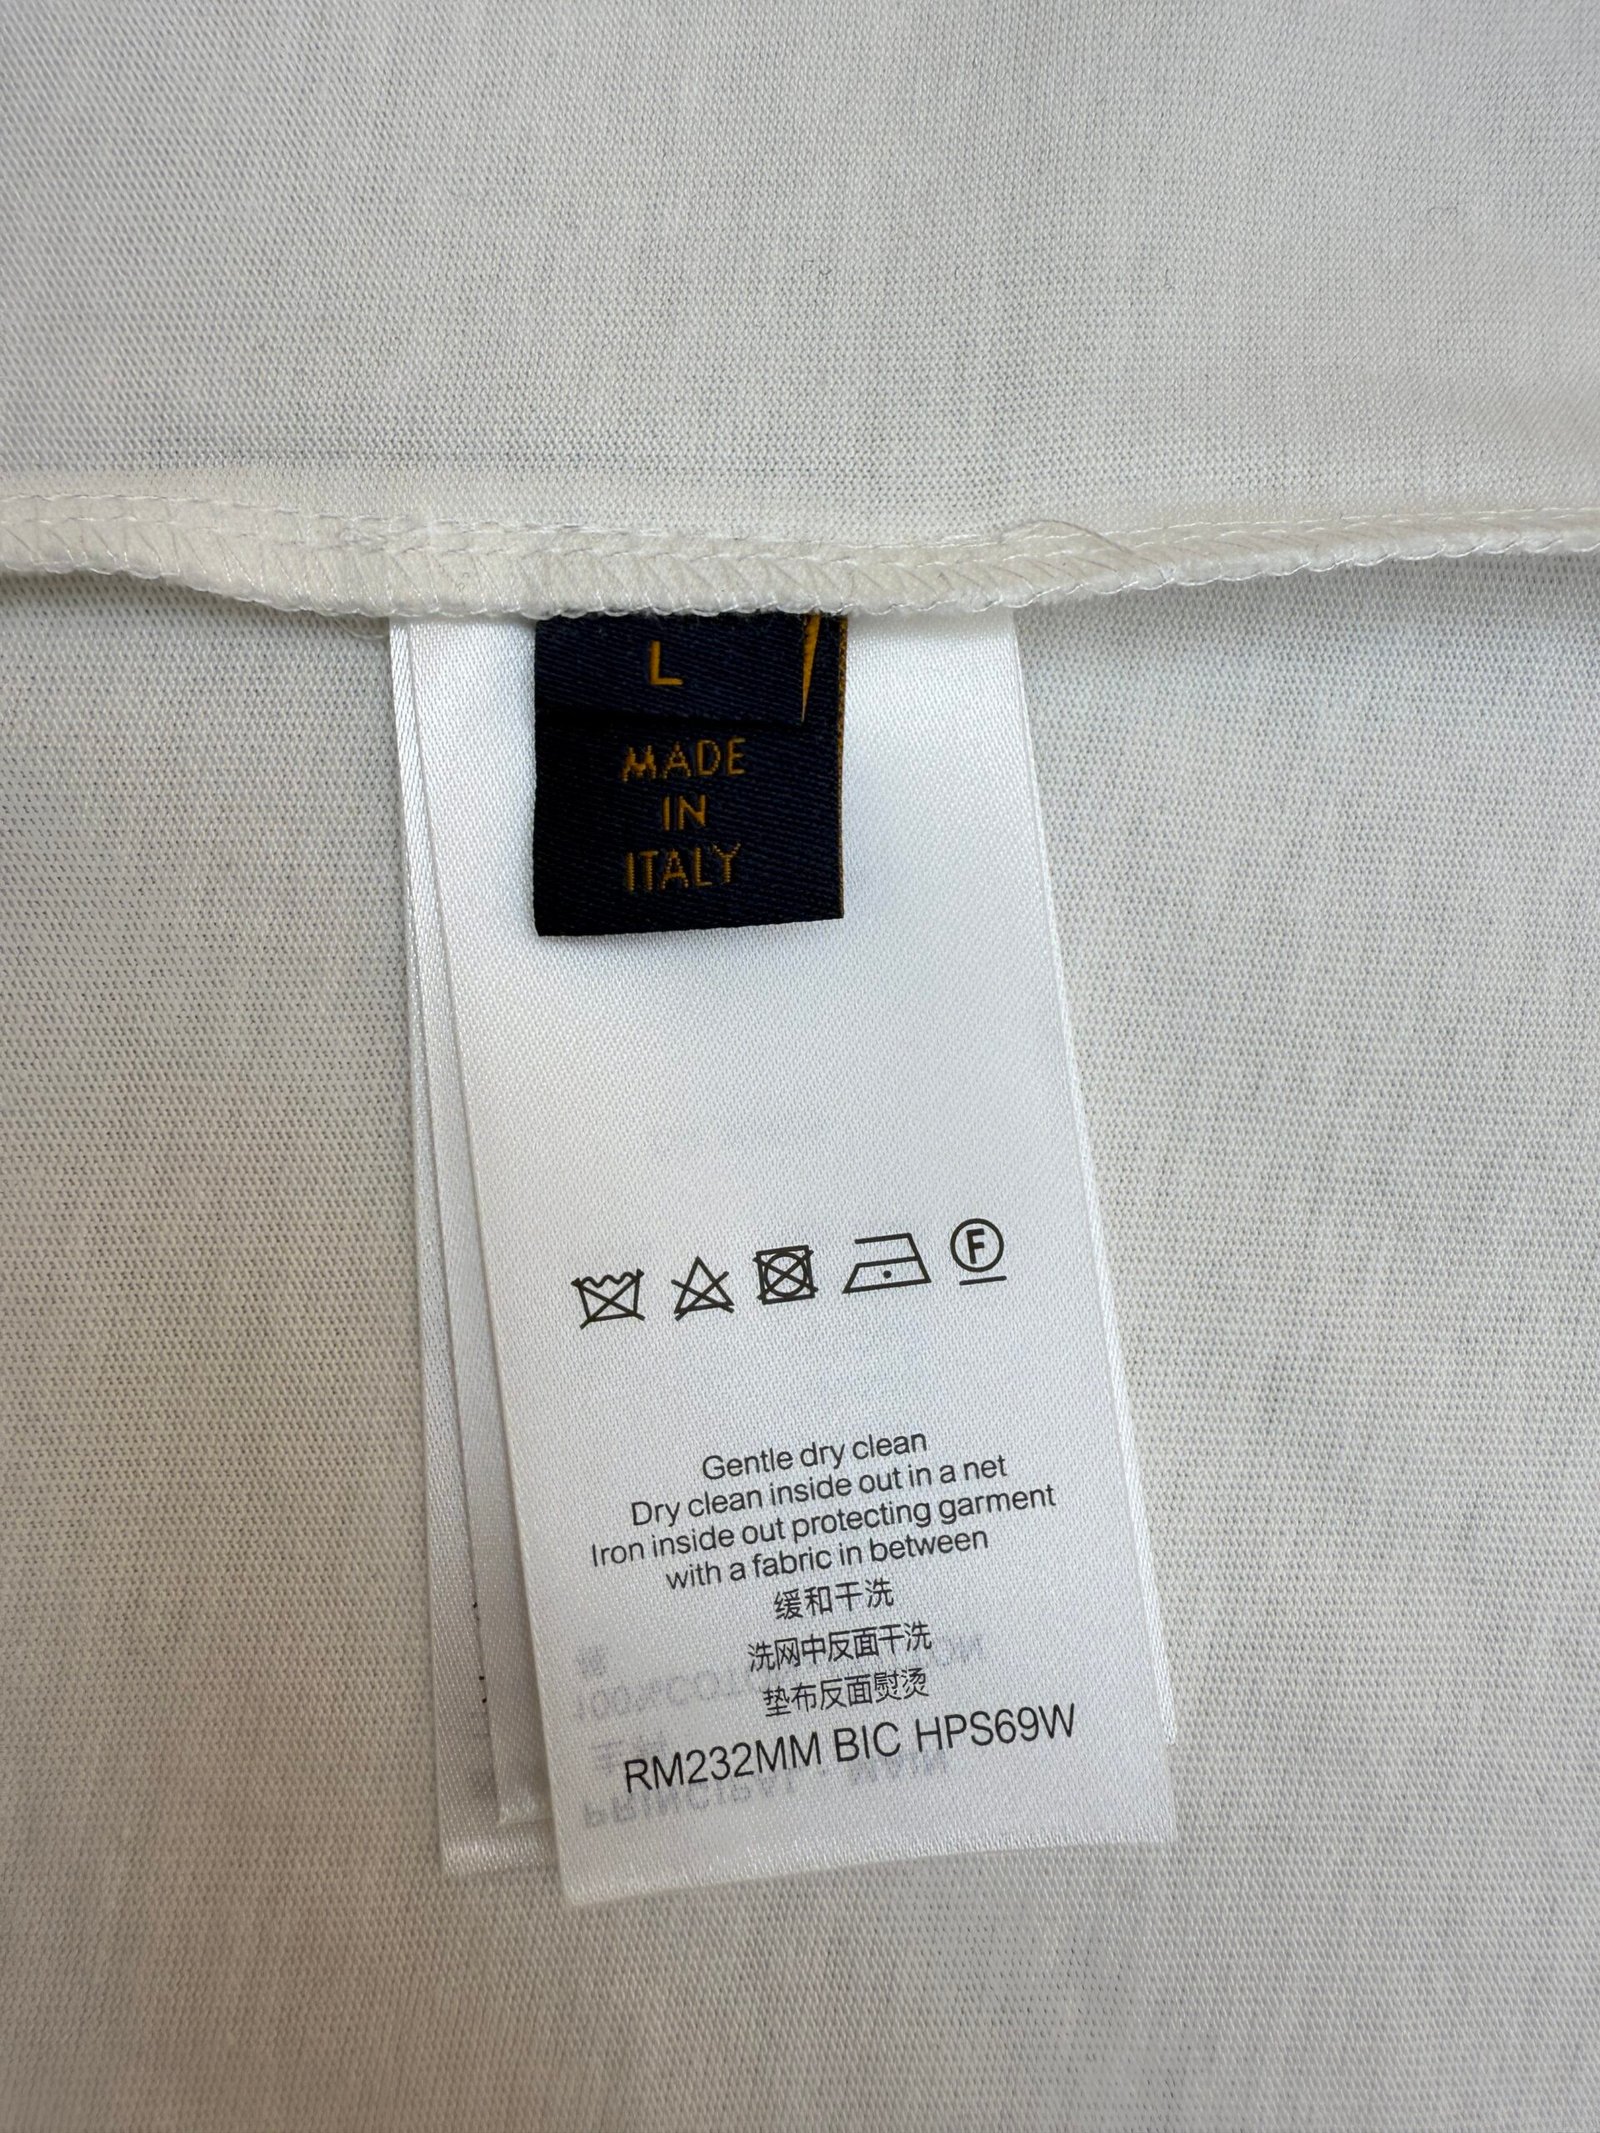 L
MADE
IN
ITALY
F
Gentle dry clean
Dry clean inside out in a net
Iron inside out protecting garment
with a fabric in between
缓和干洗
洗网中反面干洗
垫布反面熨烫
RM232MM BIC HPS69W